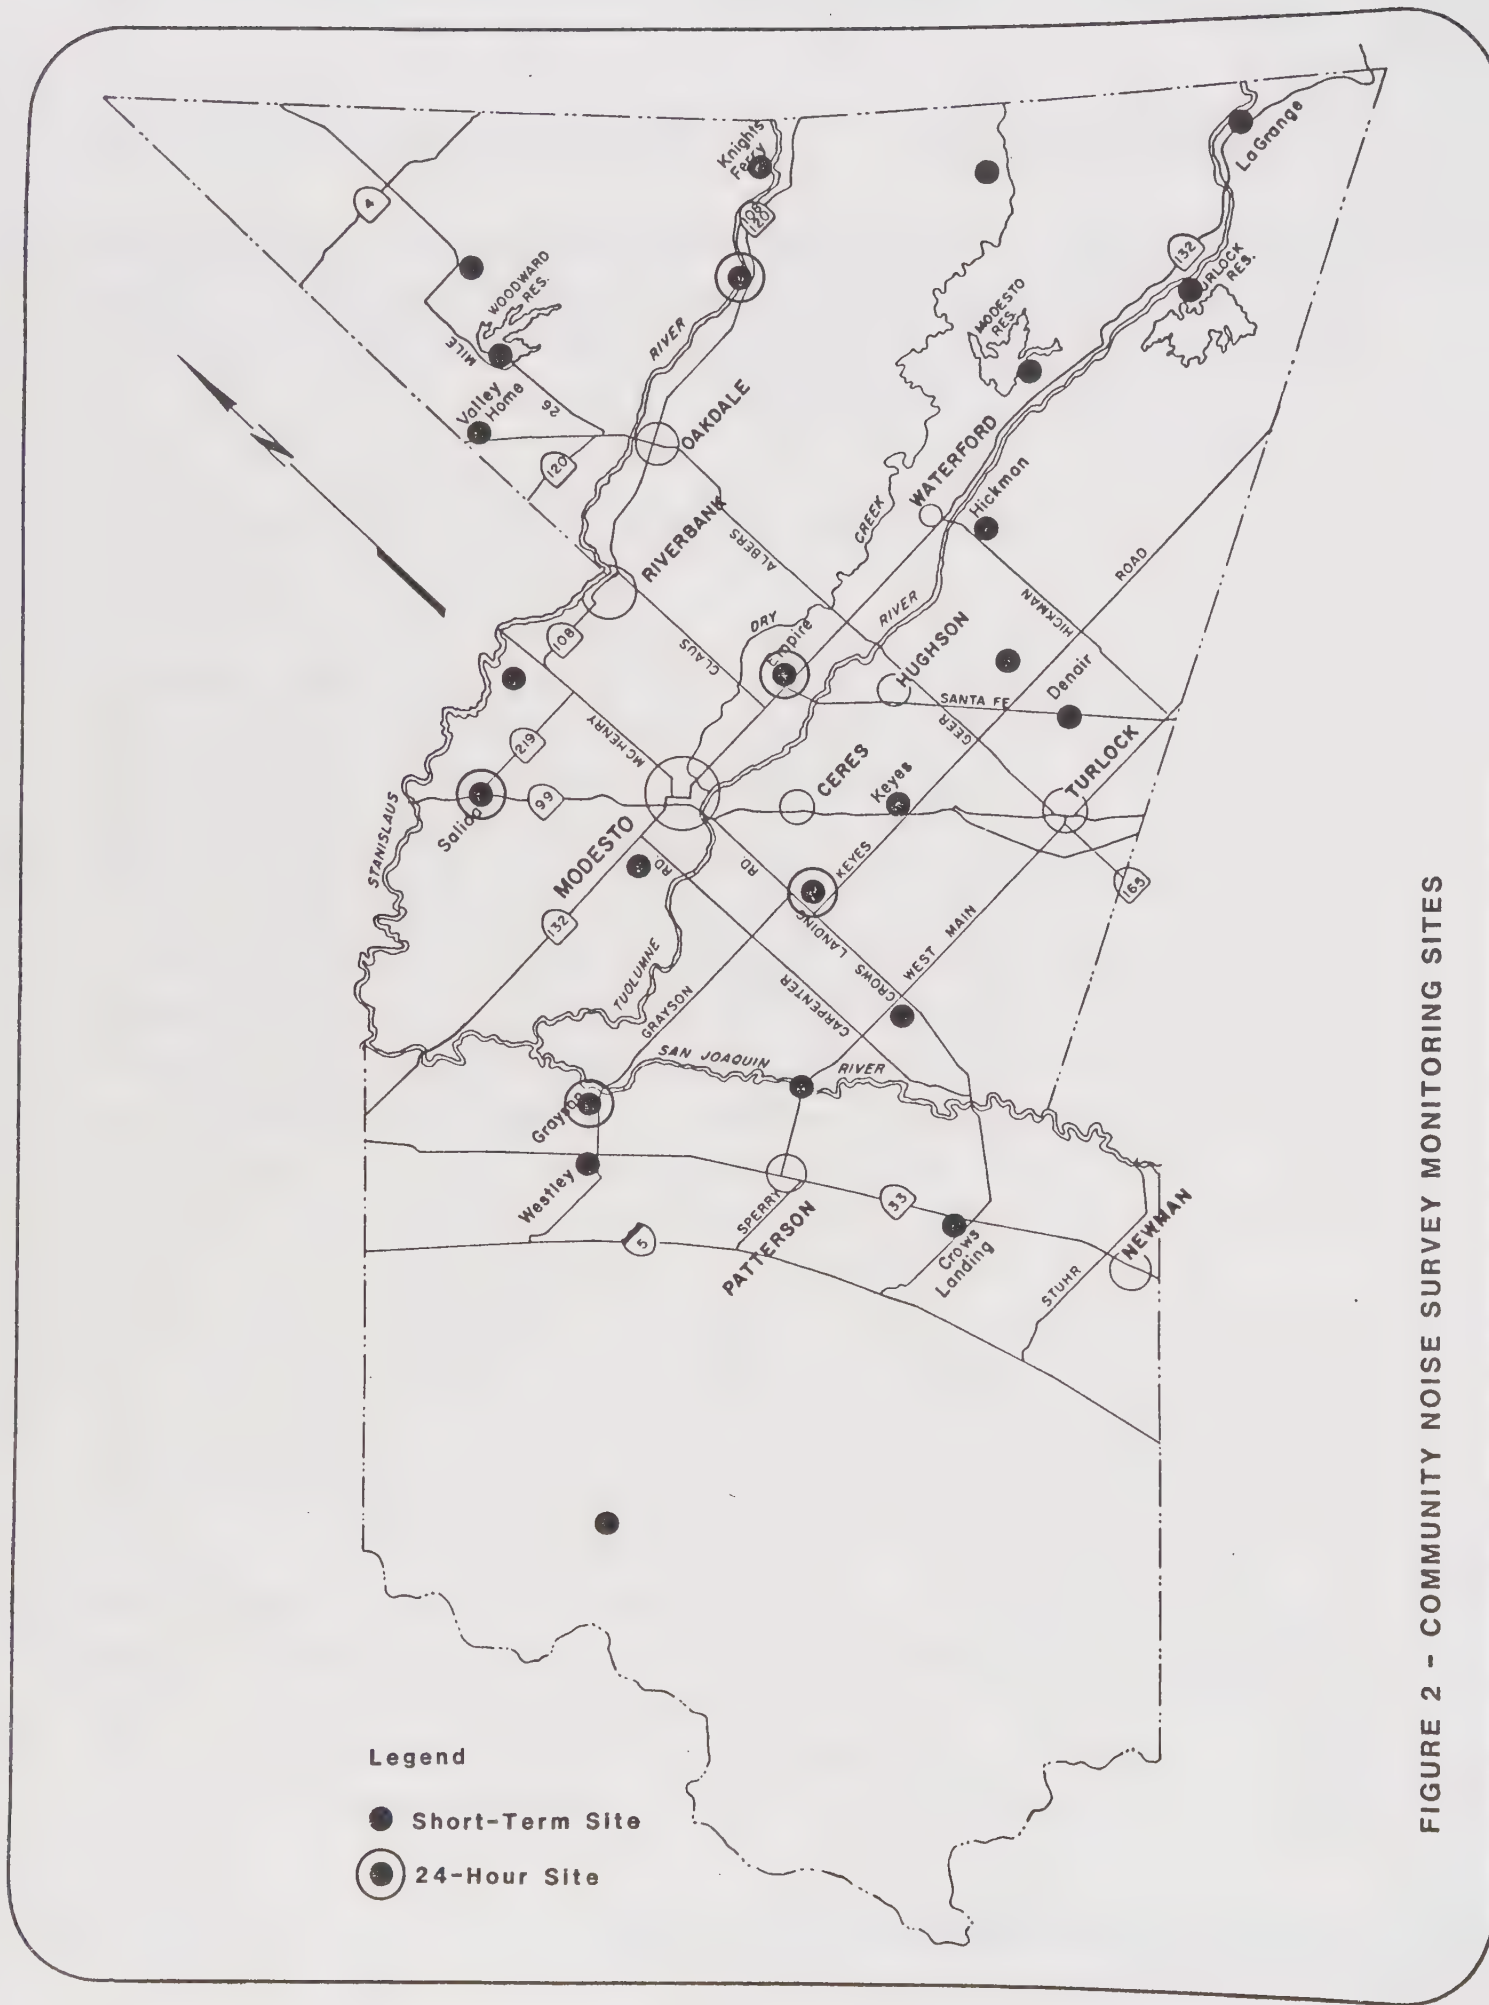 Knights
Ferry
La Grange
4
108
120
132
TURLOCK
RES.
WOODWARD
RES.
MODESTO
RES.
RIVER
MILE
26
Valley
Home
OAKDALE
120
WATERFORD
Hickman
CREEK
RIVERBANK
ALBERS
ROAD
HICKMAN
RIVER
DRY
Empire
HUGHSON
108
CLAUS
Denair
SANTA FE
GEER
219
MC HENRY
CERES
Keyes
TURLOCK
99
Salida
STANISLAUS
MODESTO
RD.
RD.
KEYES
165
132
CROWS LANDING
WEST MAIN
TUOLUMNE
GRAYSON
CARPENTER
SAN JOAQUIN
RIVER
Grayson
Westley
SPERRY
33
5
PATTERSON
Crows
Landing
NEWMAN
STUHR
Legend
Short-Term Site
24-Hour Site
FIGURE 2 - COMMUNITY NOISE SURVEY MONITORING SITES